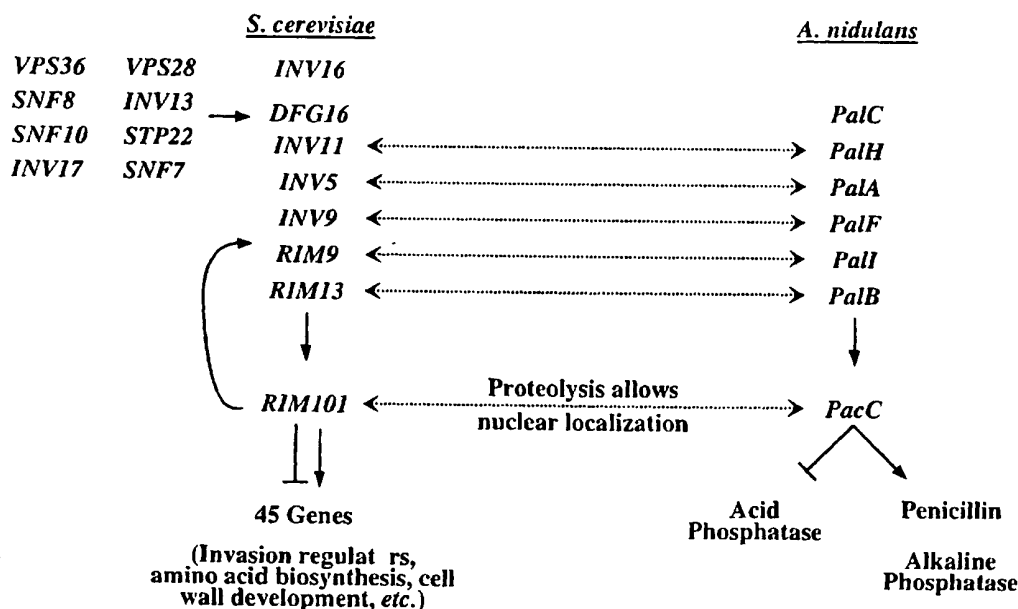 S. cerevisiae
A. nidulans
VPS36 VPS28
SNF8 INV13
SNF10 STP22
INV17 SNF7
INV16
DFG16
INV11
INV5
INV9
RIM9
RIM13
RIM101
PalC
PalH
PalA
PalF
PalI
PalB
PacC
Proteolysis allows
nuclear localization
45 Genes
(Invasion regulat rs,
amino acid biosynthesis, cell
wall development, etc.)
Acid
Phosphatase
Penicillin
Alkaline
Phosphatase